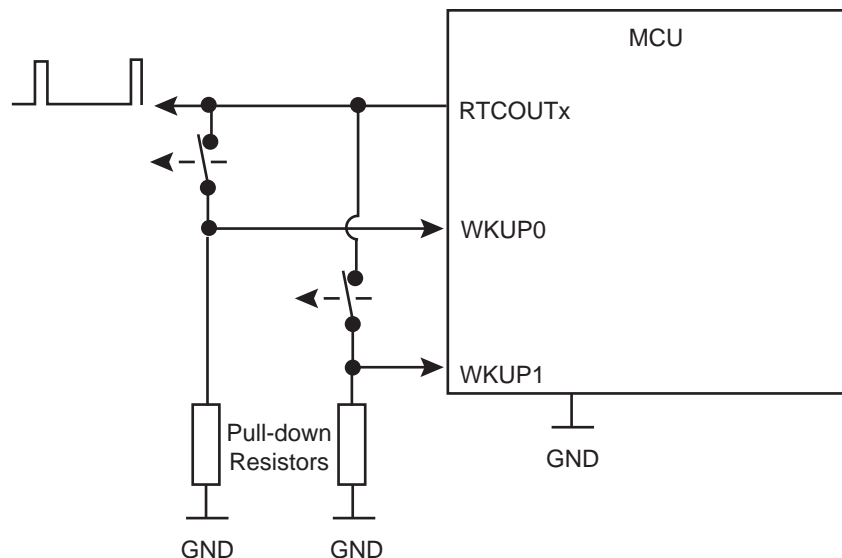 MCU
RTCOUTx
WKUP0
WKUP1
Pull-down
Resistors
GND
GND
GND